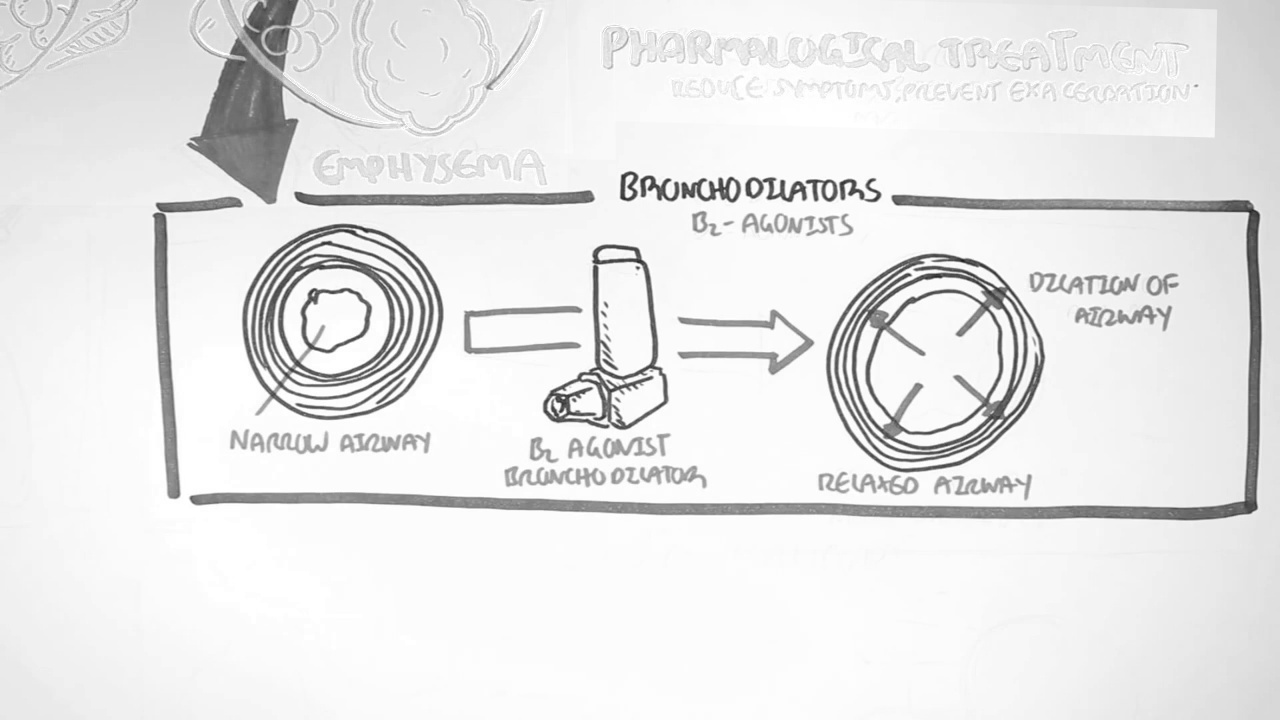 PHARMALOGICAL TREATMENT
REDUCE SYMPTOMS, PREVENT EXACERBATION.
EMPHYSEMA
BRONCHODILATORS
B₂- AGONISTS
DILATION OF
AIRWAY
NARROW AIRWAY
B₂ AGONIST
BRONCHODILATOR
RELAXED AIRWAY